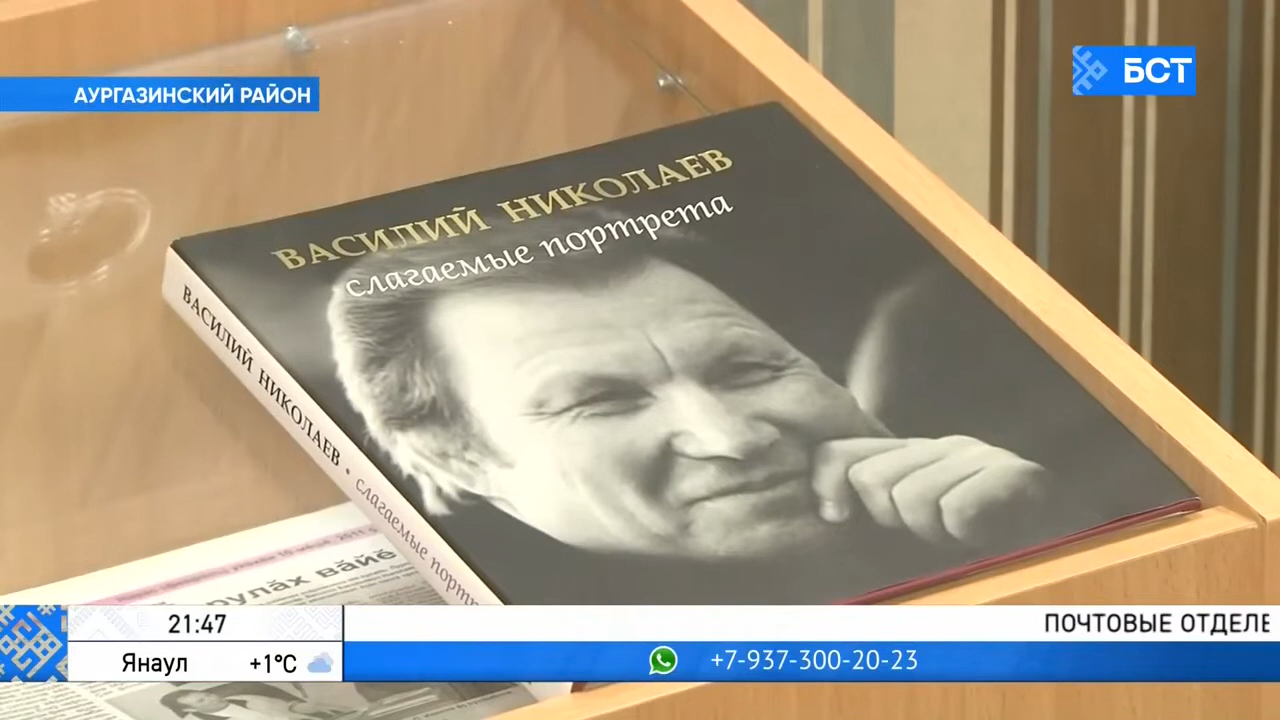 АУРГАЗИНСКИЙ РАЙОН
БСТ
ВАСИЛИЙ НИКОЛАЕВ
слагаемые портрета
ВАСИЛИЙ НИКОЛАЕВ • слагаемые портр
вӑйӗ
21:47
ПОЧТОВЫЕ ОТДЕЛЕ
Янаул +1°C
+7-937-300-20-23